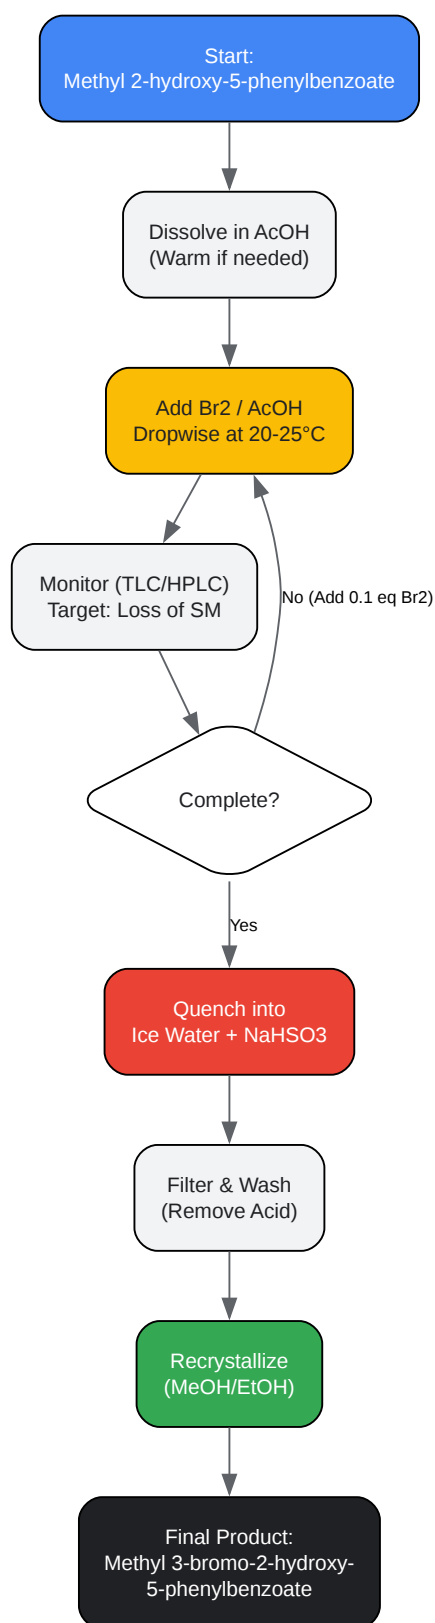 Start:
Methyl 2-hydroxy-5-phenylbenzoate
Dissolve in AcOH
(Warm if needed)
Add Br2 / AcOH
Dropwise at 20-25°C
Monitor (TLC/HPLC)
Target: Loss of SM
No (Add 0.1 eq Br2)
Complete?
Yes
Quench into
Ice Water + NaHSO3
Filter & Wash
(Remove Acid)
Recrystallize
(MeOH/EtOH)
Final Product:
Methyl 3-bromo-2-hydroxy-
5-phenylbenzoate